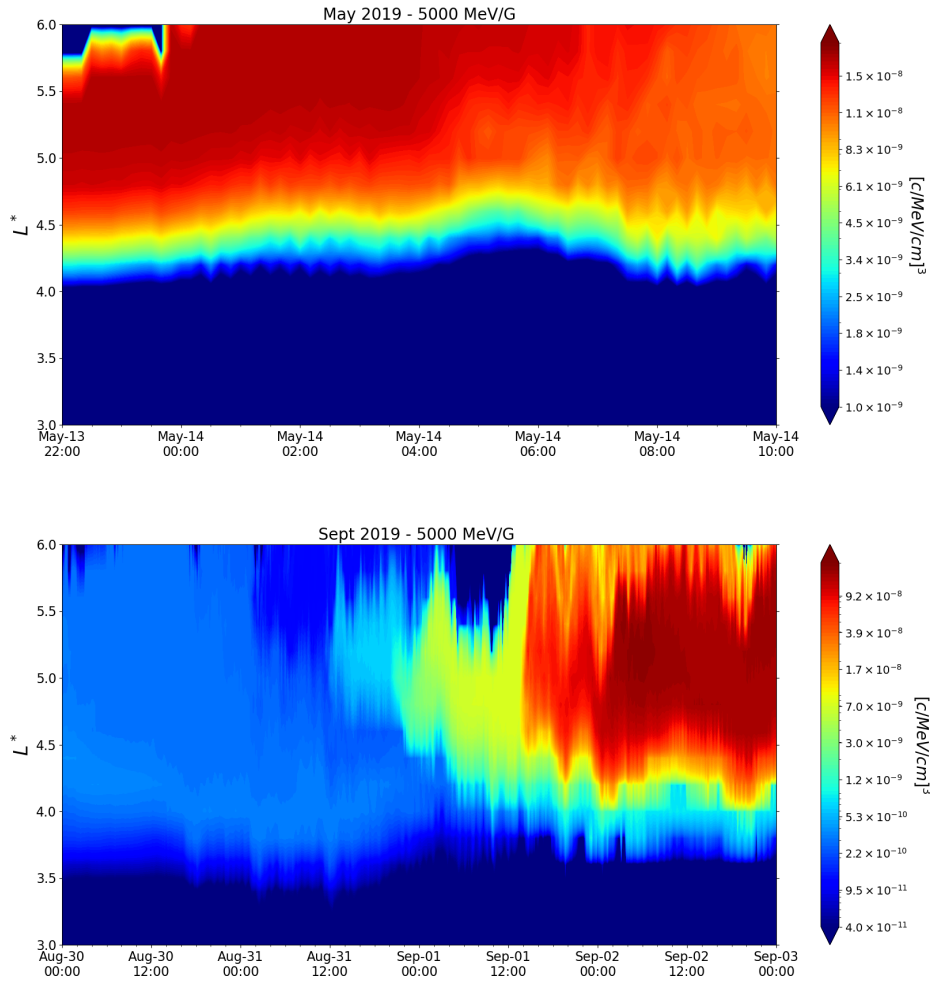 May 2019 - 5000 MeV/G
6.0
5.5
5.0
4.5
4.0
3.5
3.0
L*
May-13 May-14 May-14 May-14 May-14 May-14 May-14
22:00 00:00 02:00 04:00 06:00 08:00 10:00
1.5 × 10⁻⁸
1.1 × 10⁻⁸
8.3 × 10⁻⁹
6.1 × 10⁻⁹
4.5 × 10⁻⁹
3.4 × 10⁻⁹
2.5 × 10⁻⁹
1.8 × 10⁻⁹
1.4 × 10⁻⁹
1.0 × 10⁻⁹
[c/MeV/cm]³
Sept 2019 - 5000 MeV/G
6.0
5.5
5.0
4.5
4.0
3.5
3.0
L*
Aug-30 Aug-30 Aug-31 Aug-31 Sep-01 Sep-01 Sep-02 Sep-02 Sep-03
00:00 12:00 00:00 12:00 00:00 12:00 00:00 12:00 00:00
9.2 × 10⁻⁸
3.9 × 10⁻⁸
1.7 × 10⁻⁸
7.0 × 10⁻⁹
3.0 × 10⁻⁹
1.2 × 10⁻⁹
5.3 × 10⁻¹⁰
2.2 × 10⁻¹⁰
9.5 × 10⁻¹¹
4.0 × 10⁻¹¹
[c/MeV/cm]³